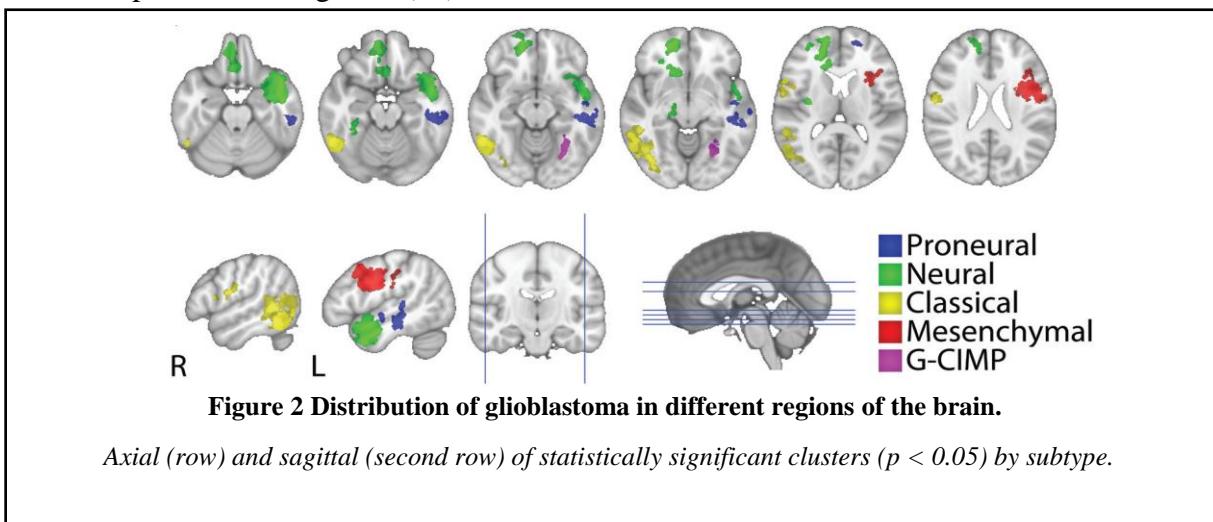 Proneural
Neural
Classical
Mesenchymal
G-CIMP
R L
Figure 2 Distribution of glioblastoma in different regions of the brain.
Axial (row) and sagittal (second row) of statistically significant clusters (p < 0.05) by subtype.